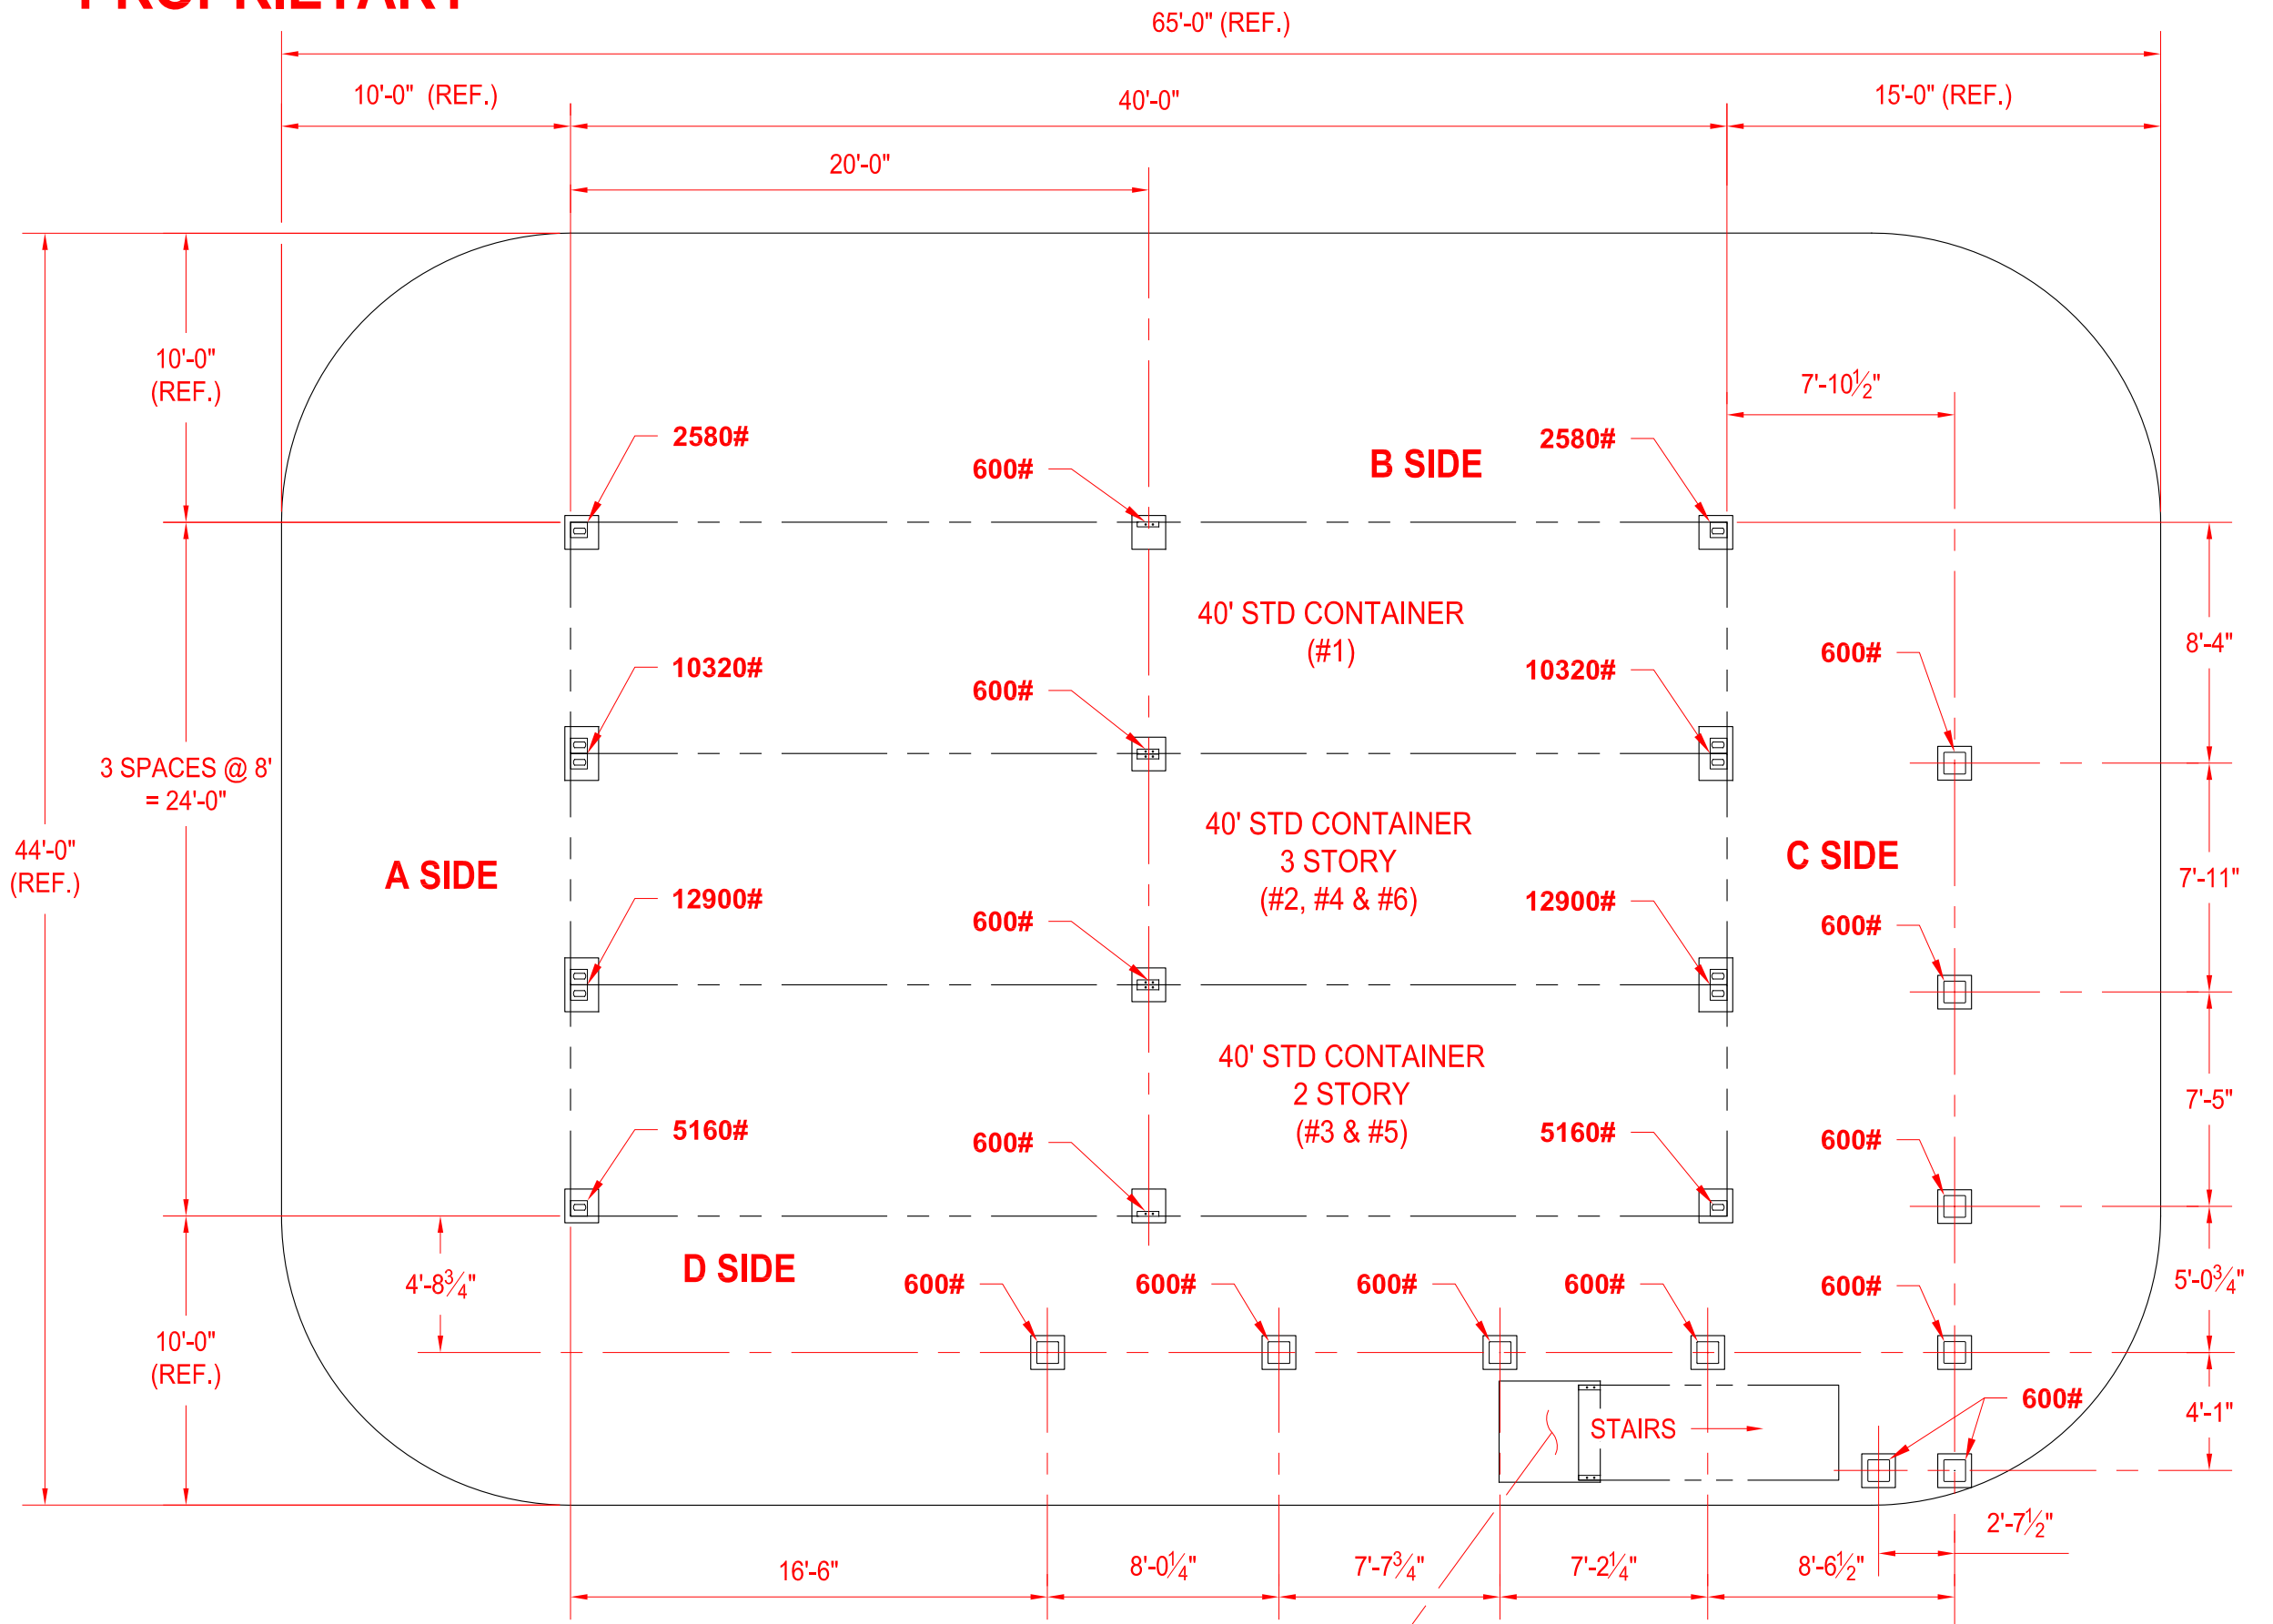 PROPRIETARY
65'-0" (REF.)
10'-0" (REF.)
40'-0"
15'-0" (REF.)
20'-0"
10'-0"
(REF.)
7'-10½"
2580#
600#
B SIDE
2580#
40' STD CONTAINER
(#1)
8'-4"
10320#
600#
10320#
600#
3 SPACES @ 8'
= 24'-0"
44'-0"
(REF.)
A SIDE
40' STD CONTAINER
3 STORY
(#2, #4 & #6)
C SIDE
7'-11"
12900#
600#
12900#
600#
40' STD CONTAINER
2 STORY
(#3 & #5)
7'-5"
5160#
600#
5160#
600#
4'-8¾"
D SIDE
600#
600#
600#
600#
600#
5'-0¾"
10'-0"
(REF.)
STAIRS
600#
4'-1"
2'-7½"
16'-6"
8'-0¼"
7'-7¾"
7'-2¼"
8'-6½"